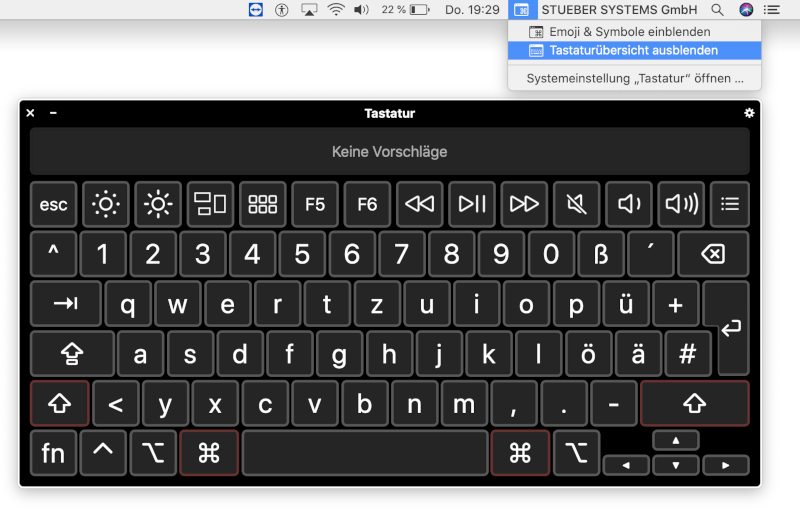 22 % Do. 19:29 STUEBER SYSTEMS GmbH
Emoji & Symbole einblenden
Tastaturübersicht ausblenden
Systemeinstellung „Tastatur“ öffnen ...
Tastatur
Keine Vorschläge
esc F5 F6
^ 1 2 3 4 5 6 7 8 9 0 ß ´
q w e r t z u i o p ü +
a s d f g h j k l ö ä #
< y x c v b n m , . -
fn